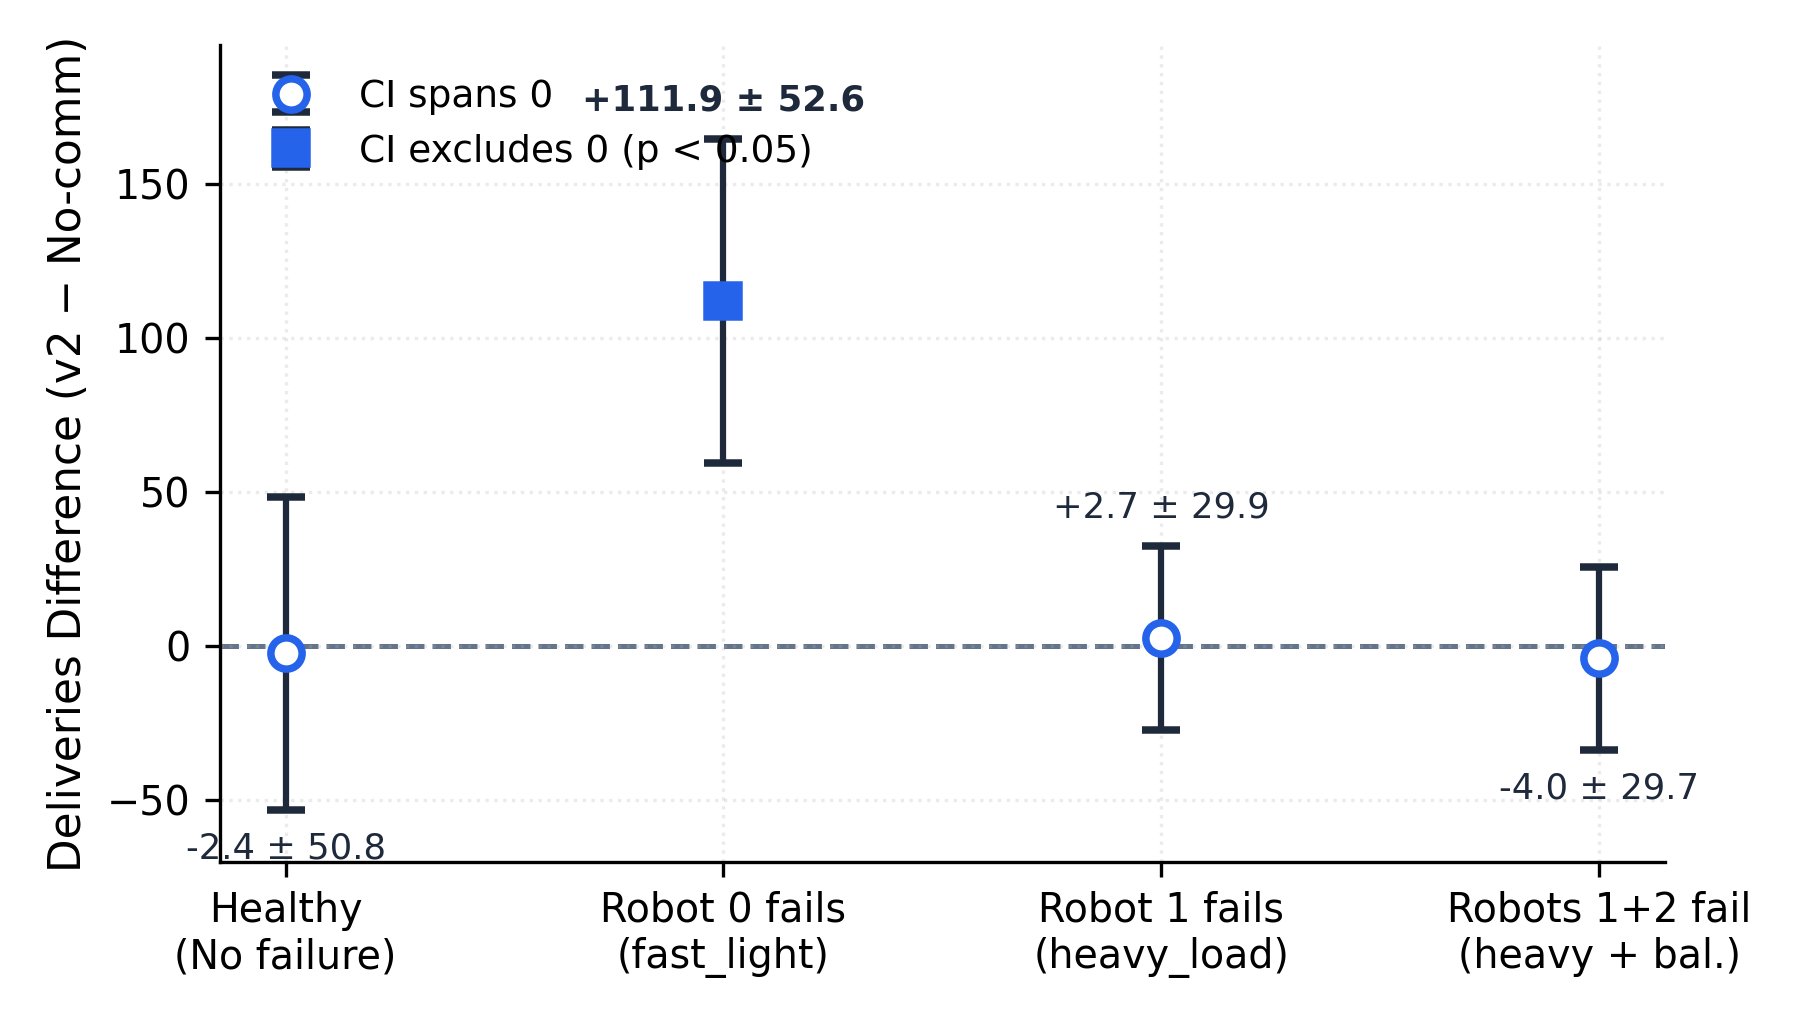 Deliveries Difference (v2 − No-comm)
CI spans 0
+111.9 ± 52.6
CI excludes 0 (p < 0.05)
150
100
50
0
−50
+2.7 ± 29.9
-4.0 ± 29.7
-2.4 ± 50.8
Healthy
(No failure)
Robot 0 fails
(fast_light)
Robot 1 fails
(heavy_load)
Robots 1+2 fail
(heavy + bal.)